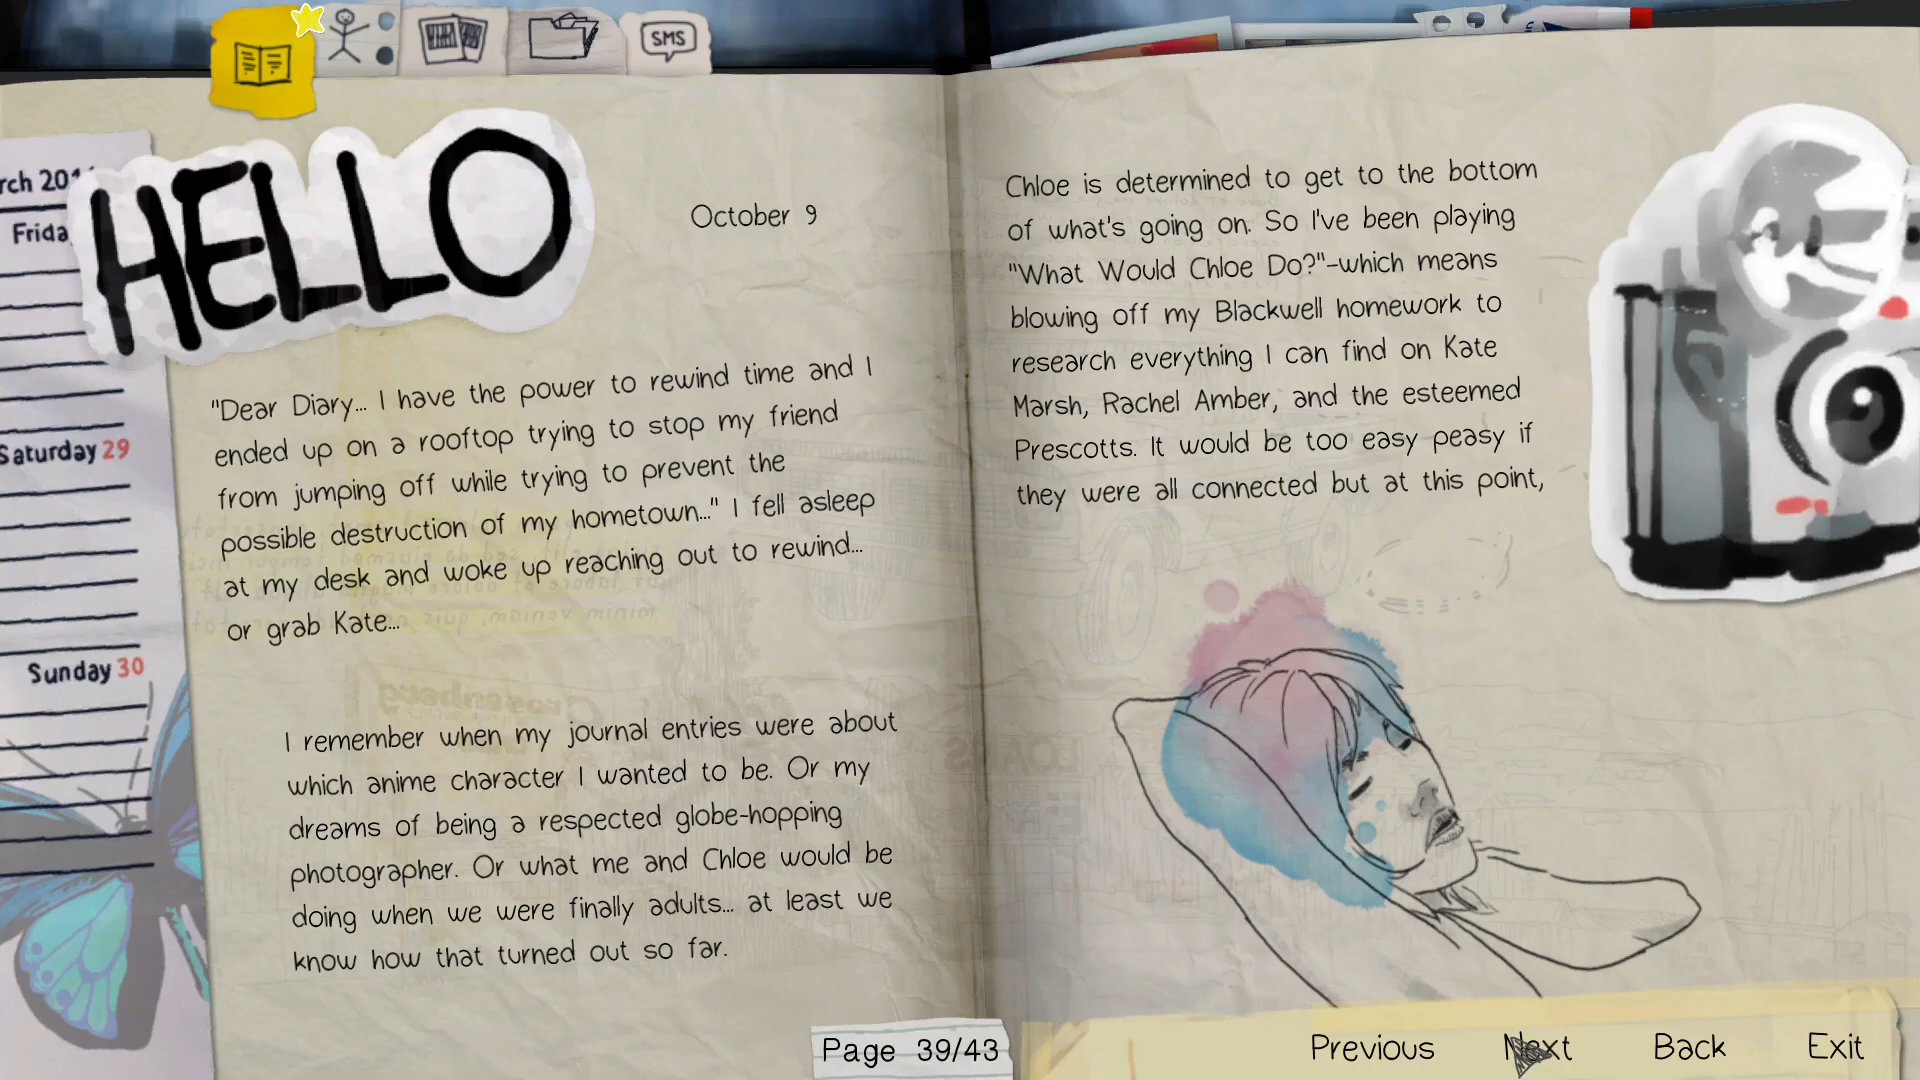 SMS
rch 201
Frida
Saturday 29
Sunday 30
HELLO
October 9
"Dear Diary... I have the power to rewind time and I
ended up on a rooftop trying to stop my friend
from jumping off while trying to prevent the
possible destruction of my hometown..." I fell asleep
at my desk and woke up reaching out to rewind...
or grab Kate...
I remember when my journal entries were about
which anime character I wanted to be. Or my
dreams of being a respected globe-hopping
photographer. Or what me and Chloe would be
doing when we were finally adults... at least we
know how that turned out so far.
Chloe is determined to get to the bottom
of what's going on. So I've been playing
"What Would Chloe Do?"-which means
blowing off my Blackwell homework to
research everything I can find on Kate
Marsh, Rachel Amber, and the esteemed
Prescotts. It would be too easy peasy if
they were all connected but at this point,
Page 39/43
Previous
Next
Back
Exit